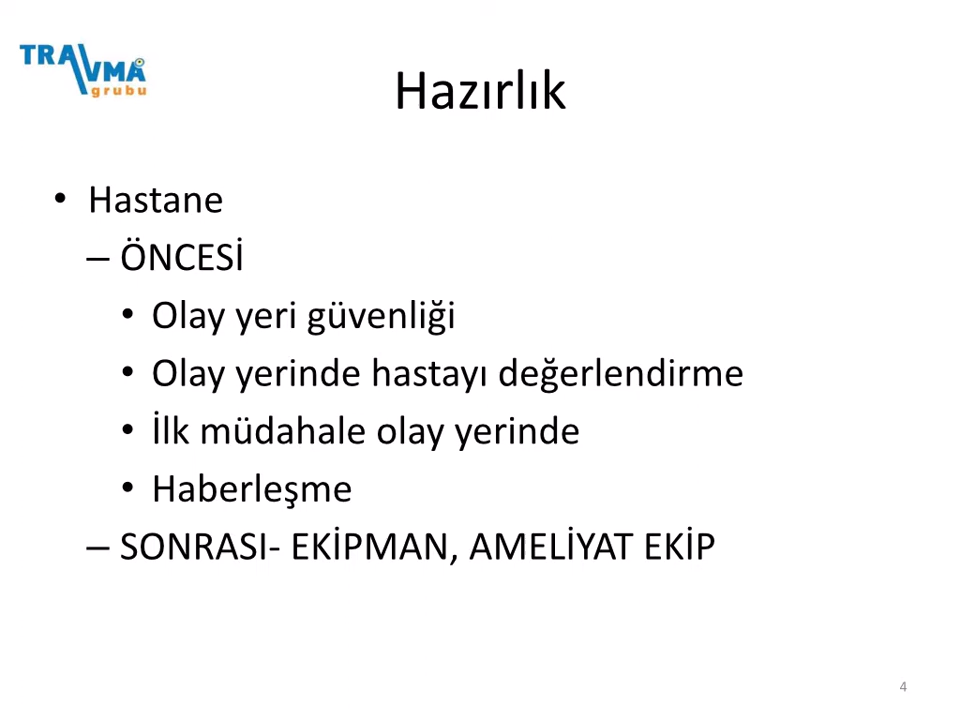 TRAVMA
grubu
Hazırlık
• Hastane
– ÖNCESİ
• Olay yeri güvenliği
• Olay yerinde hastayı değerlendirme
• İlk müdahale olay yerinde
• Haberleşme
– SONRASI- EKİPMAN, AMELİYAT EKİP
4